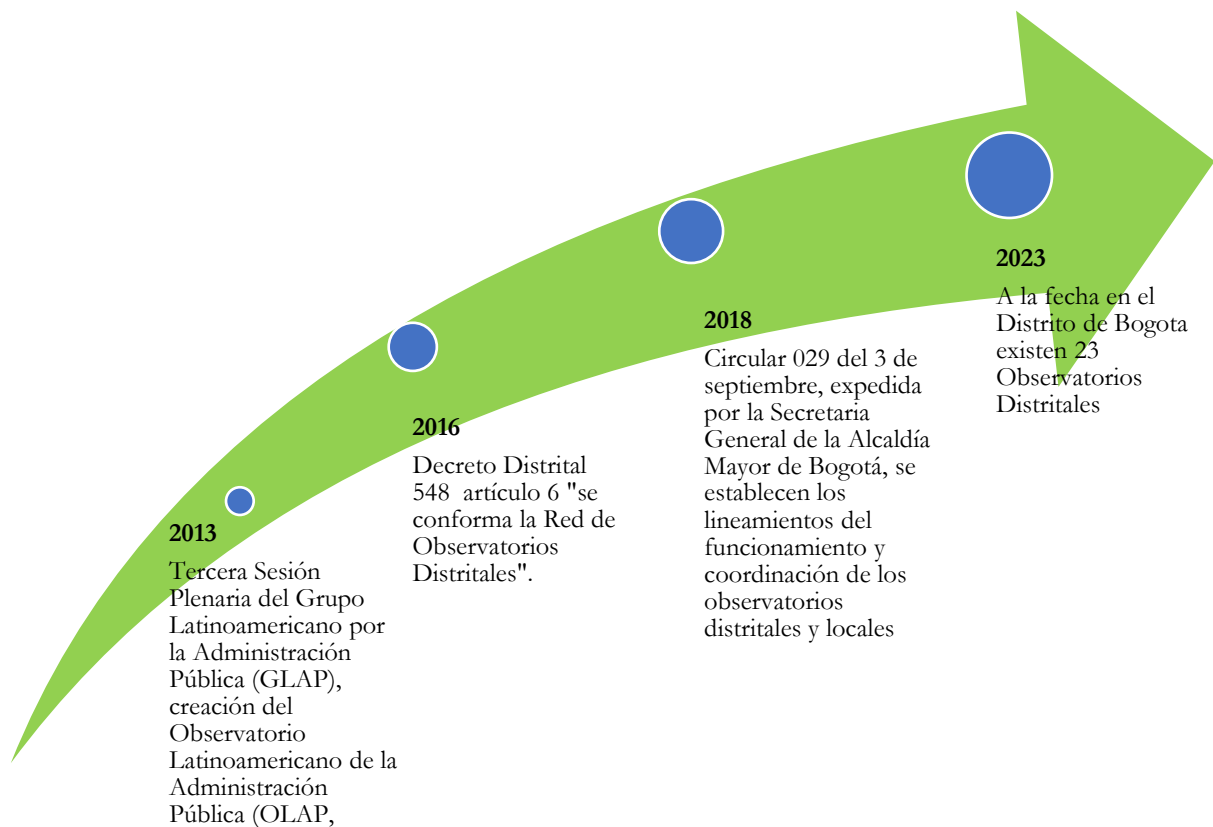 2013
Tercera Sesión
Plenaria del Grupo
Latinoamericano por
la Administración
Pública (GLAP),
creación del
Observatorio
Latinoamericano de la
Administración
Pública (OLAP,
2016
Decreto Distrital
548 artículo 6 "se
conforma la Red de
Observatorios
Distritales".
2018
Circular 029 del 3 de
septiembre, expedida
por la Secretaria
General de la Alcaldía
Mayor de Bogotá, se
establecen los
lineamientos del
funcionamiento y
coordinación de los
observatorios
distritales y locales
2023
A la fecha en el
Distrito de Bogota
existen 23
Observatorios
Distritales